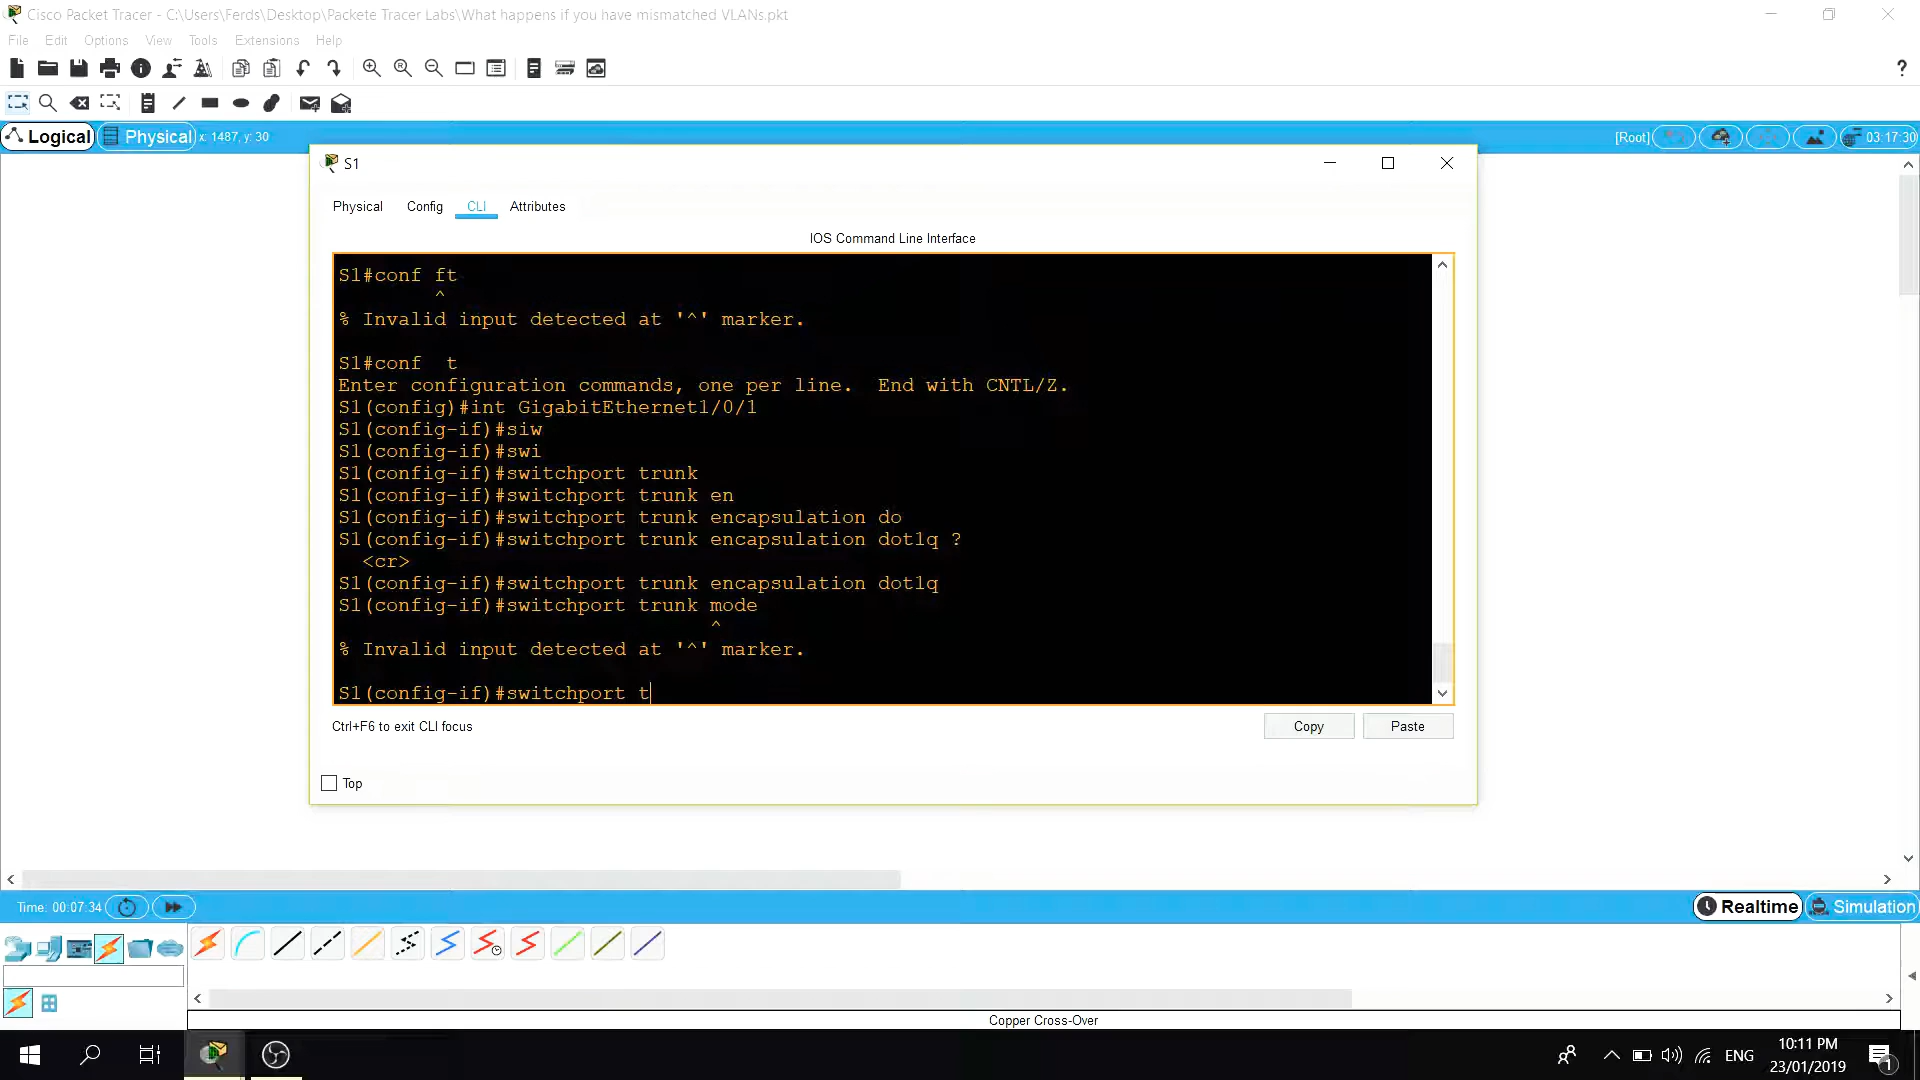 Cisco Packet Tracer - C:\Users\Ferds\Desktop\Packete Tracer Labs\What happens if you have mismatched VLANs.pkt
File Edit Options View Tools Extensions Help
?
Logical Physical x: 1487, y: 30 [Root] 03:17:30
S1
Physical Config CLI Attributes
IOS Command Line Interface
S1#conf ft
^
% Invalid input detected at '^' marker.
S1#conf  t
Enter configuration commands, one per line.  End with CNTL/Z.
S1(config)#int GigabitEthernet1/0/1
S1(config-if)#siw
S1(config-if)#swi
S1(config-if)#switchport trunk
S1(config-if)#switchport trunk en
S1(config-if)#switchport trunk encapsulation do
S1(config-if)#switchport trunk encapsulation dot1q ?
<cr>
S1(config-if)#switchport trunk encapsulation dot1q
S1(config-if)#switchport trunk mode
^
% Invalid input detected at '^' marker.
S1(config-if)#switchport t
Ctrl+F6 to exit CLI focus
Copy Paste
Top
Time: 00:07:34 Realtime Simulation
Copper Cross-Over
ENG
10:11 PM
23/01/2019
1